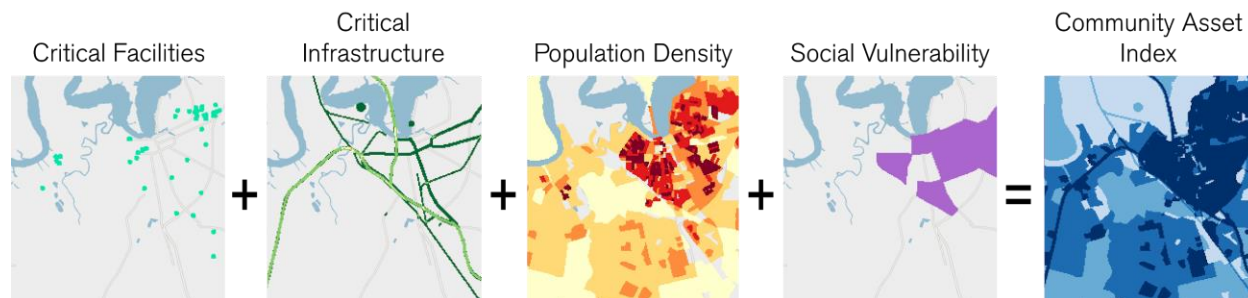 Critical Facilities
+
Critical
Infrastructure
+
Population Density
+
Social Vulnerability
=
Community Asset
Index